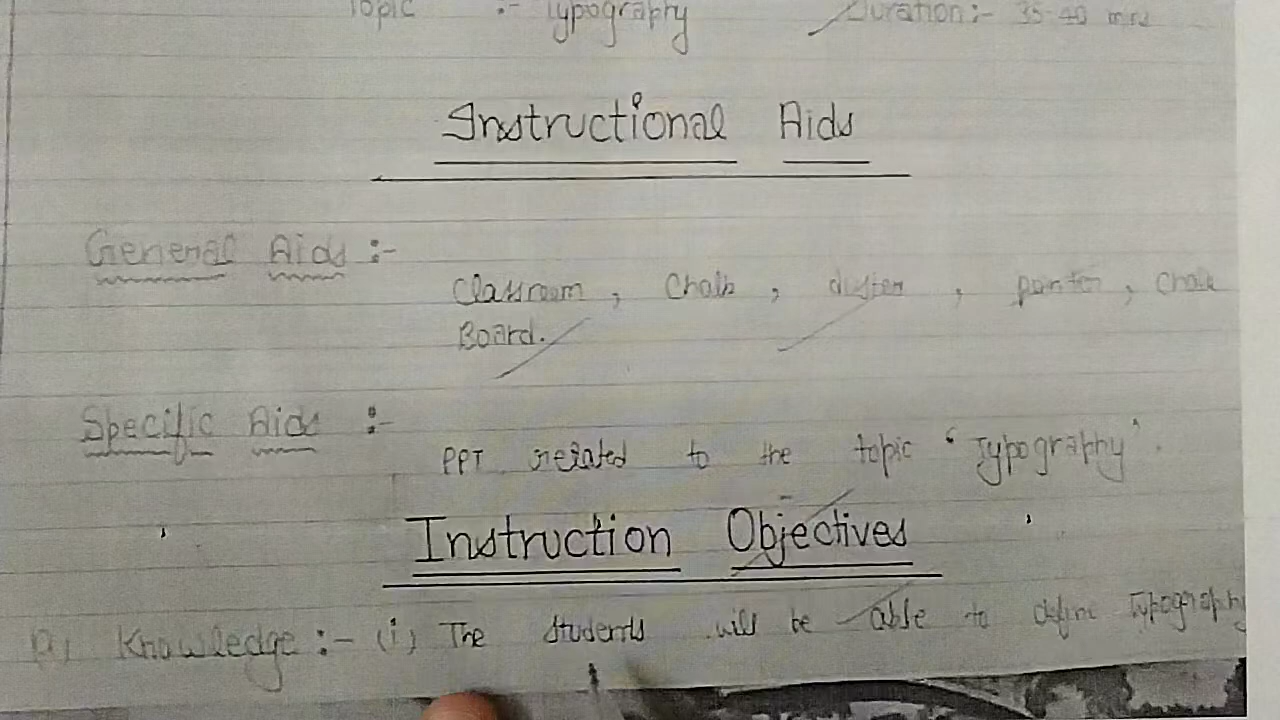 Topic :- Typography Duration:- 35-40 min
Instructional Aids
General Aids :-
Classroom, Chalk, duster, pointer, Chalk
Board.
Specific Aids :-
PPT related to the topic "Typography".
Instruction Objectives
Knowledge :- (i) The students will be able to define Typography